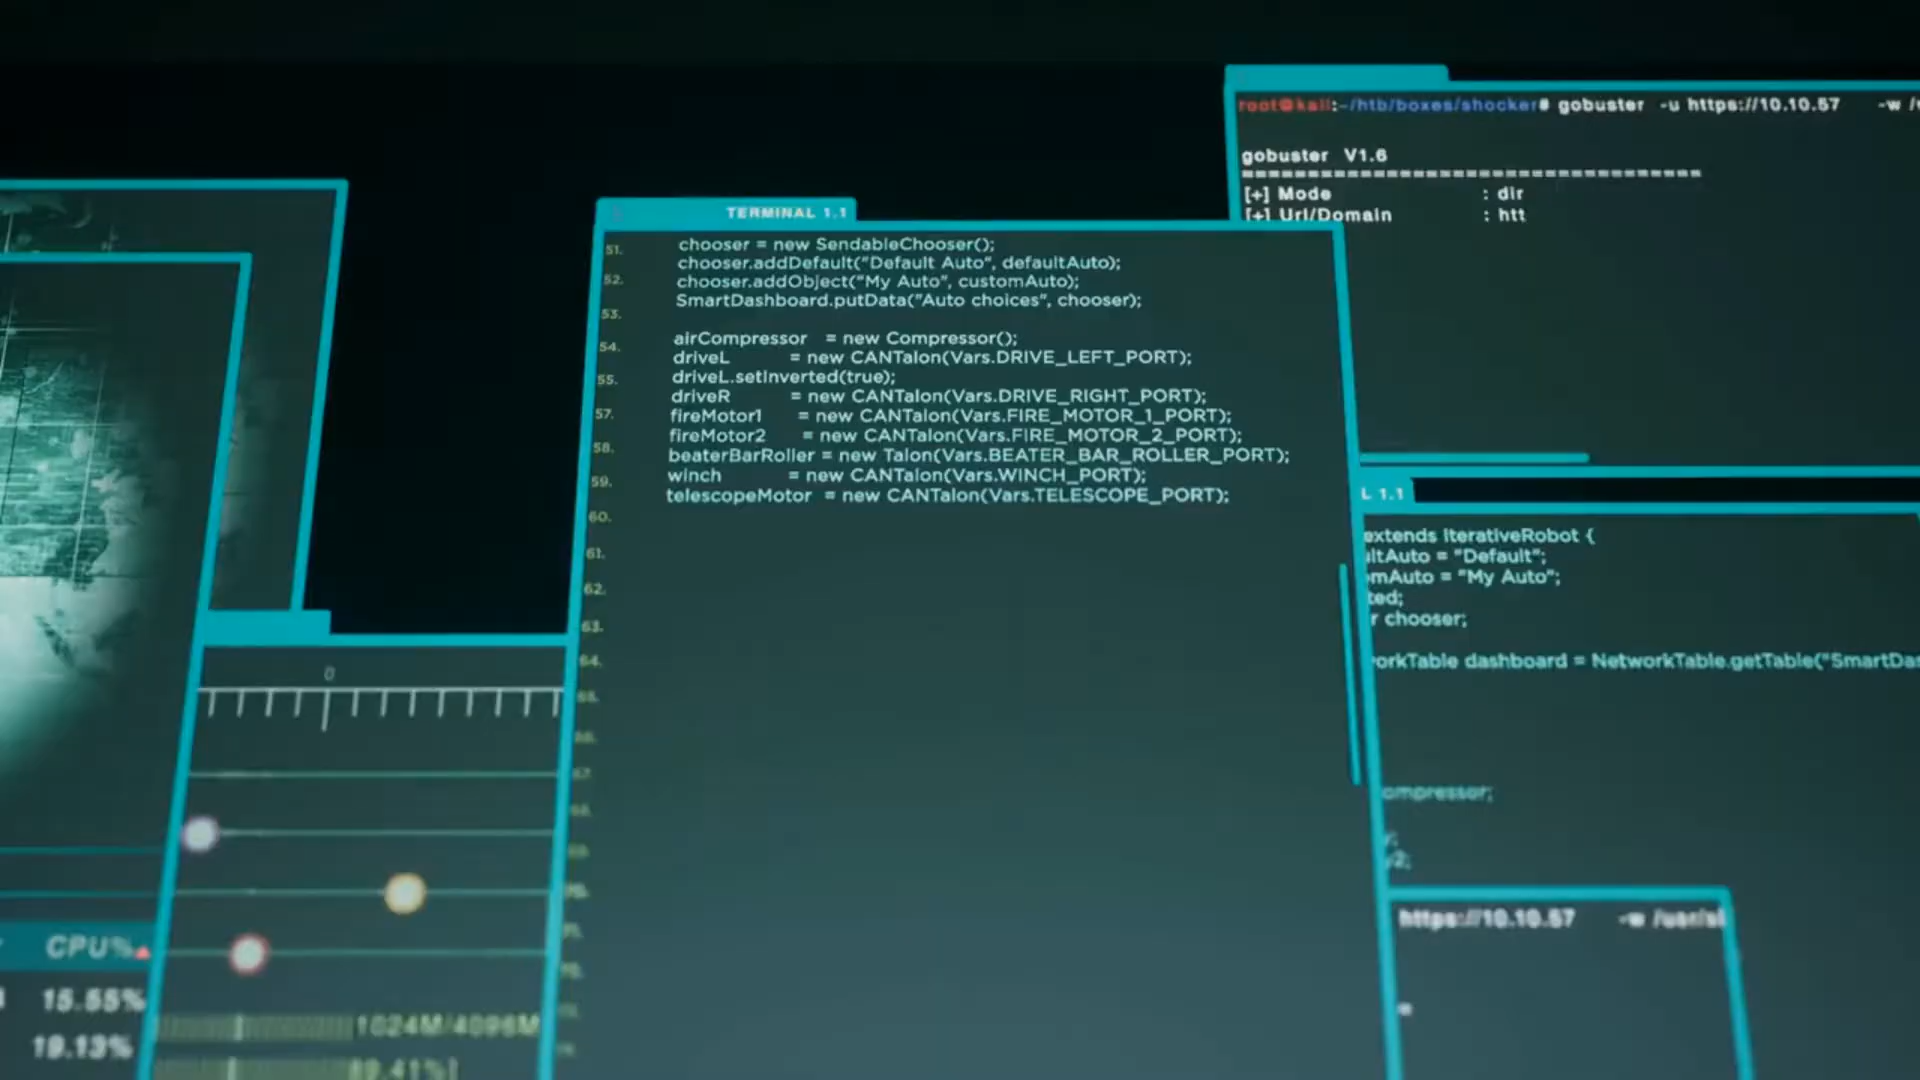 root@kali:~/htb/boxes/shocker# gobuster -u https://10.10.57 -w /
gobuster V1.6
==================================
[+] Mode : dir
[+] Url/Domain : htt
TERMINAL 1.1
51.
52.
53.
54.
55.
57.
58.
59.
60.
61.
62.
63.
64.
chooser = new SendableChooser();
chooser.addDefault("Default Auto", defaultAuto);
chooser.addObject("My Auto", customAuto);
SmartDashboard.putData("Auto choices", chooser);
airCompressor = new Compressor();
driveL = new CANTalon(Vars.DRIVE_LEFT_PORT);
driveL.setInverted(true);
driveR = new CANTalon(Vars.DRIVE_RIGHT_PORT);
fireMotor1 = new CANTalon(Vars.FIRE_MOTOR_1_PORT);
fireMotor2 = new CANTalon(Vars.FIRE_MOTOR_2_PORT);
beaterBarRoller = new Talon(Vars.BEATER_BAR_ROLLER_PORT);
winch = new CANTalon(Vars.WINCH_PORT);
telescopeMotor = new CANTalon(Vars.TELESCOPE_PORT);
L 1.1
extends IterativeRobot {
ltAuto = "Default";
mAuto = "My Auto";
ted;
r chooser;
orkTable dashboard = NetworkTable.getTable("SmartDas
ompressor;
y2;
https://10.10.57 -w /usr/s
0
CPU%
15.55%
19.13%
1024M/4096M